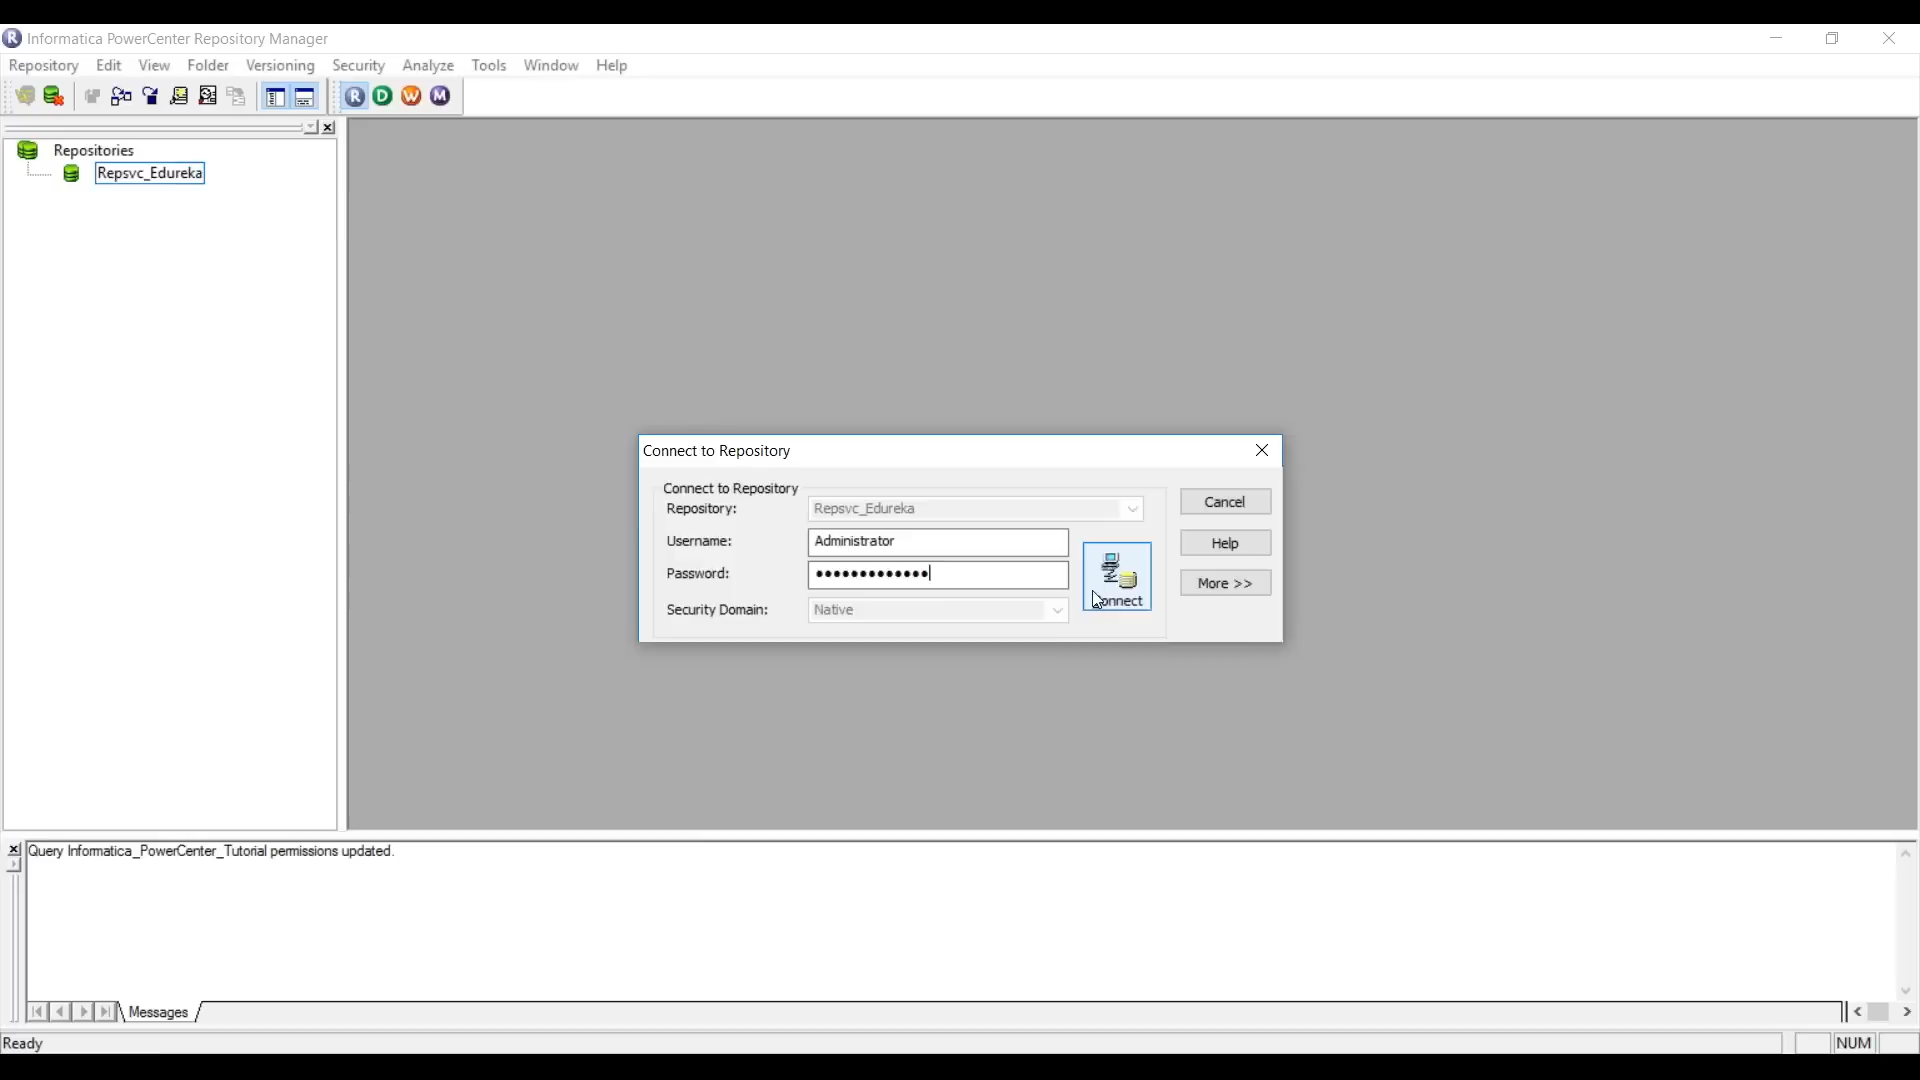 Informatica PowerCenter Repository Manager
Repository Edit View Folder Versioning Security Analyze Tools Window Help
R D W M
Repositories
Repsvc_Edureka
Connect to Repository
Connect to Repository
Repository: Repsvc_Edureka
Username: Administrator
Password: •••••••••••••
Security Domain: Native
onnect
Cancel
Help
More >>
Query Informatica_PowerCenter_Tutorial permissions updated.
Messages
Ready
NUM